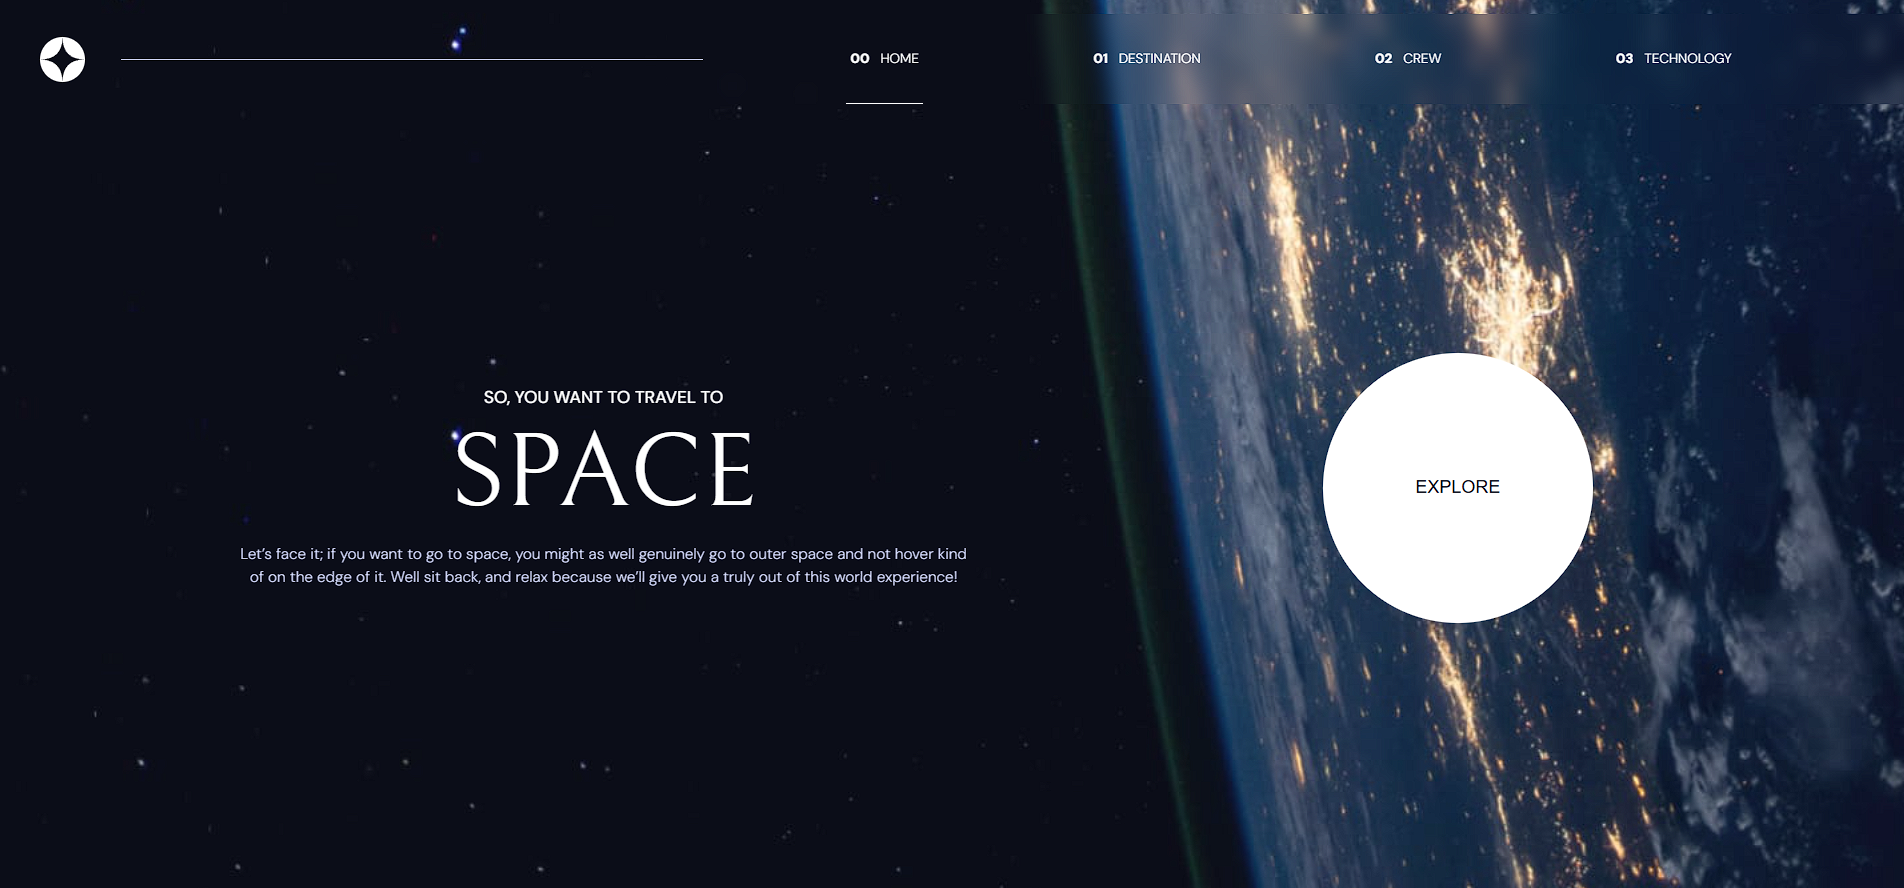 00 HOME
01 DESTINATION
02 CREW
03 TECHNOLOGY
SO, YOU WANT TO TRAVEL TO
SPACE
Let’s face it; if you want to go to space, you might as well genuinely go to outer space and not hover kind
of on the edge of it. Well sit back, and relax because we’ll give you a truly out of this world experience!
EXPLORE